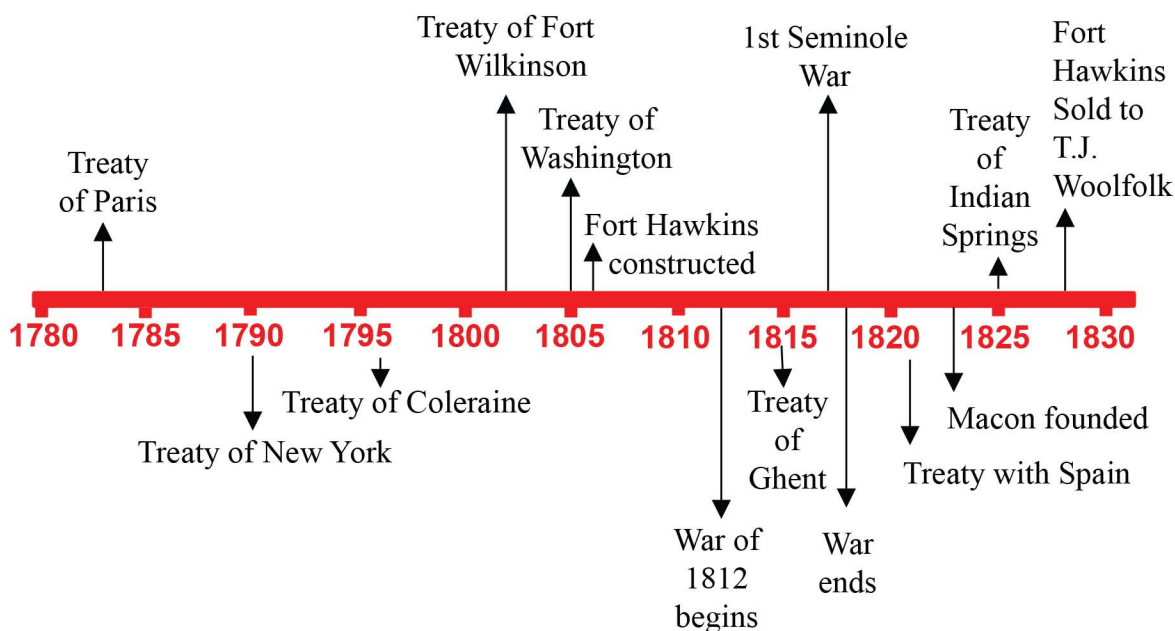 Treaty of Fort
Wilkinson
1st Seminole
War
Fort
Hawkins
Sold to
T.J.
Woolfolk
Treaty of
Washington
Treaty
of
Indian
Springs
Treaty
of Paris
Fort Hawkins
constructed
1780 1785 1790 1795 1800 1805 1810 1815 1820 1825 1830
Treaty of Coleraine
Treaty of New York
Treaty
of
Ghent
Macon founded
Treaty with Spain
War of
1812
begins
War
ends